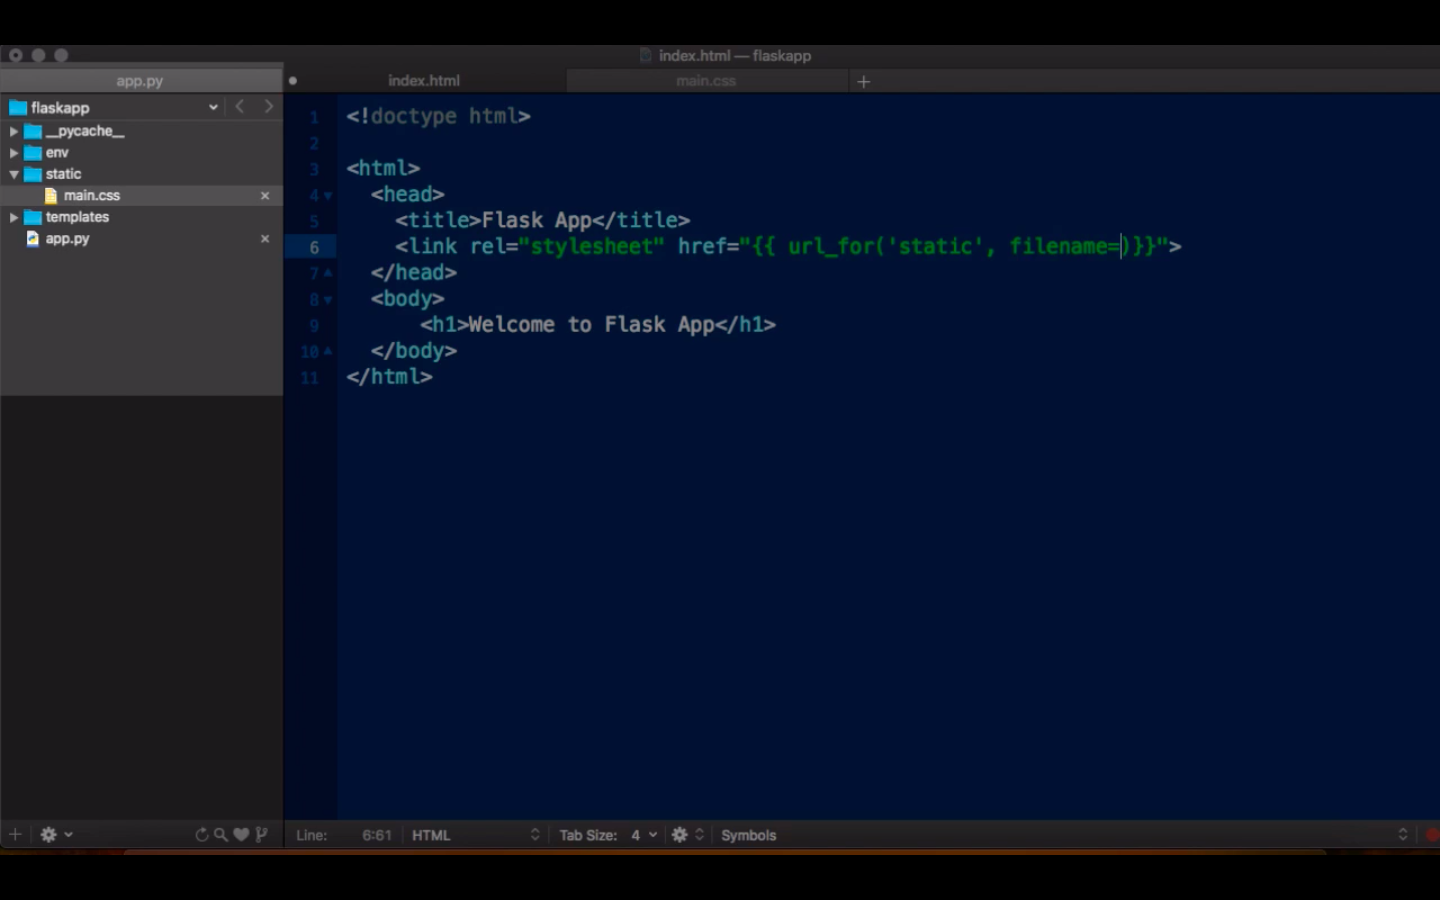 index.html — flaskapp
app.py
index.html
main.css
flaskapp
__pycache__
env
static
main.css
templates
app.py
1 <!doctype html>
2
3 <html>
4 <head>
5 <title>Flask App</title>
6 <link rel="stylesheet" href="{{ url_for('static', filename=)}}">
7 </head>
8 <body>
9 <h1>Welcome to Flask App</h1>
10 </body>
11 </html>
Line: 6:61 HTML Tab Size: 4 Symbols